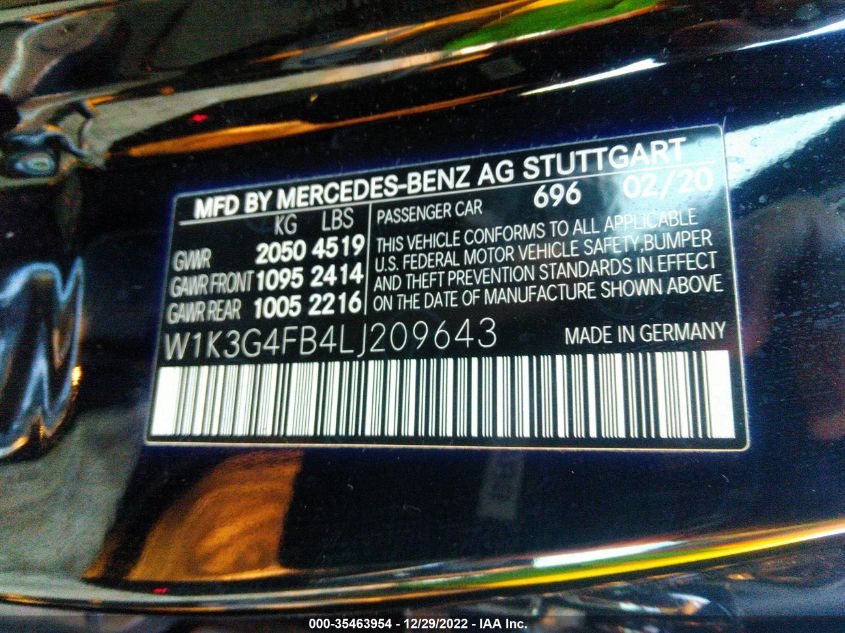 MFD BY MERCEDES-BENZ AG STUTTGART
KG LBS
GVWR 2050 4519
GAWR FRONT 1095 2414
GAWR REAR 1005 2216
PASSENGER CAR 696 02/20
THIS VEHICLE CONFORMS TO ALL APPLICABLE
U.S. FEDERAL MOTOR VEHICLE SAFETY,BUMPER
AND THEFT PREVENTION STANDARDS IN EFFECT
ON THE DATE OF MANUFACTURE SHOWN ABOVE
W1K3G4FB4LJ209643 MADE IN GERMANY
000-35463954 - 12/29/2022 - IAA Inc.